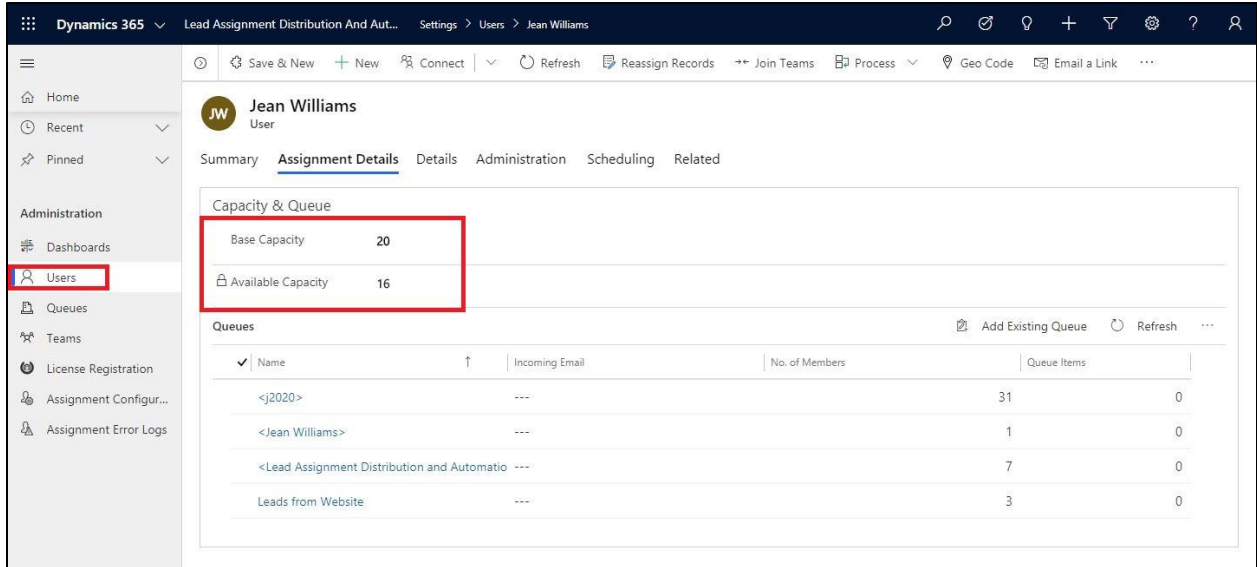 Dynamics 365 Lead Assignment Distribution And Aut... Settings > Users > Jean Williams ?
Save & New New Connect Refresh Reassign Records Join Teams Process Geo Code Email a Link ...
Home
Recent
Pinned
Administration
Dashboards
Users
Queues
Teams
License Registration
Assignment Configur...
Assignment Error Logs
JW Jean Williams
User
Summary Assignment Details Details Administration Scheduling Related
Capacity & Queue
Base Capacity 20
Available Capacity 16
Queues Add Existing Queue Refresh ...
Name ↑ Incoming Email No. of Members Queue Items
<j2020> --- 31 0
<Jean Williams> --- 1 0
<Lead Assignment Distribution and Automatio --- 7 0
Leads from Website --- 3 0